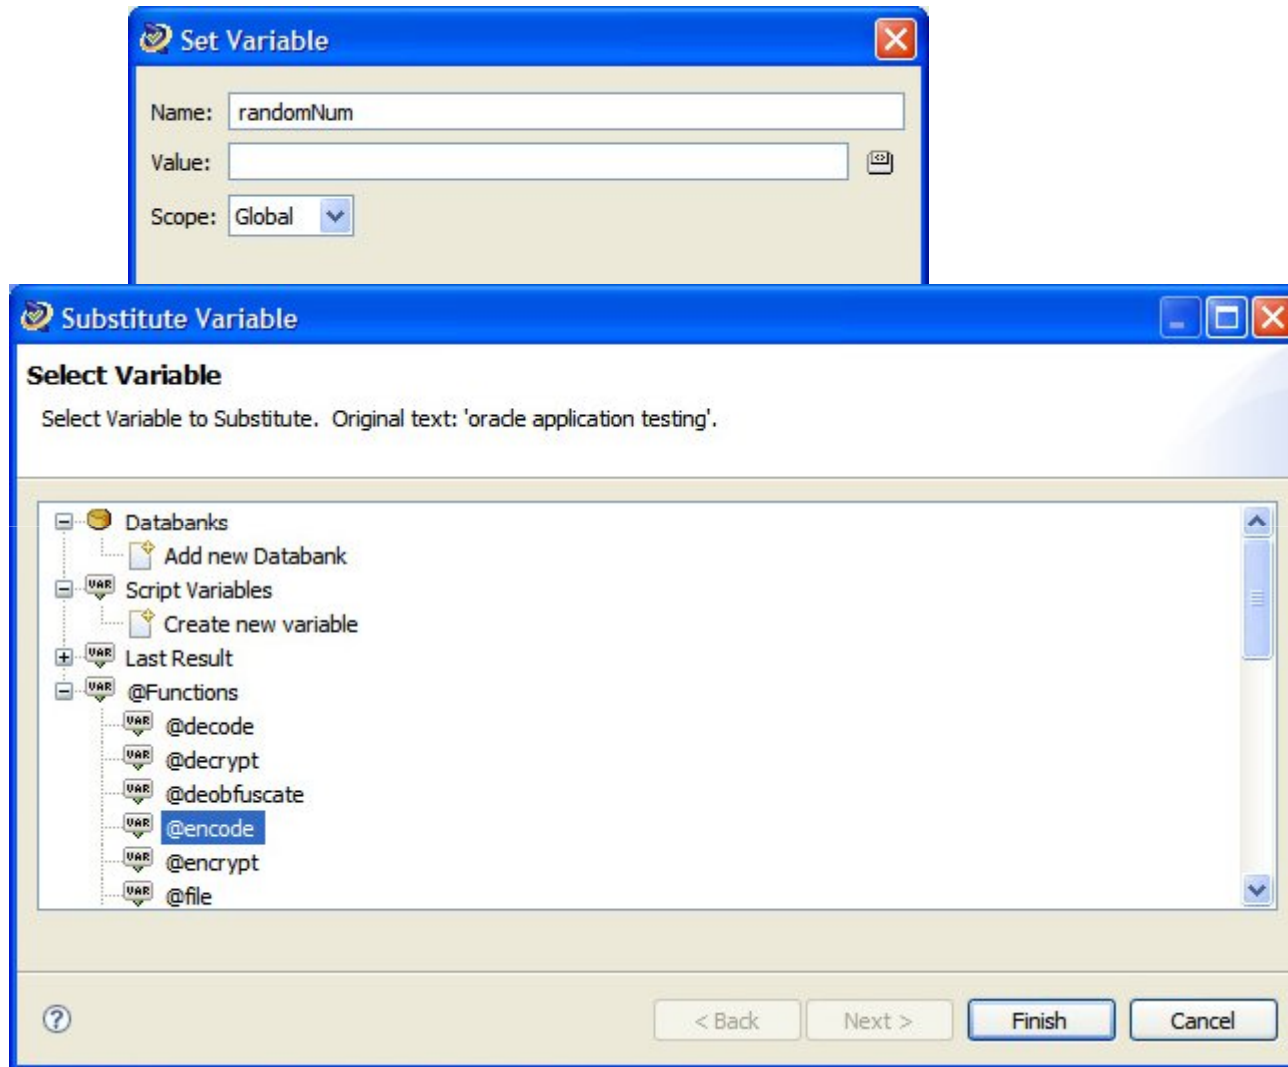 Set Variable
Name: randomNum
Value:
Scope: Global
Substitute Variable
Select Variable
Select Variable to Substitute. Original text: 'oracle application testing'.
Databanks
Add new Databank
VAR Script Variables
Create new variable
VAR Last Result
VAR @Functions
VAR @decode
VAR @decrypt
VAR @deobfuscate
VAR @encode
VAR @encrypt
VAR @file
? < Back Next > Finish Cancel